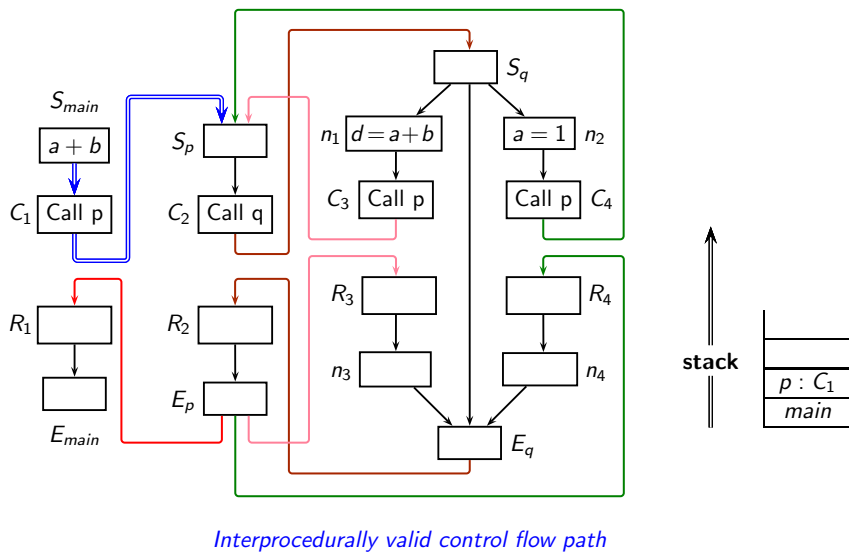 S_q
S_main
n_1 d = a + b
a = 1 n_2
a + b
S_p
C_1 Call p
C_2 Call q
C_3 Call p
Call p C_4
R_1
R_2
R_3
R_4
stack
n_3
n_4
p : C_1
E_p
main
E_main
E_q
Interprocedurally valid control flow path